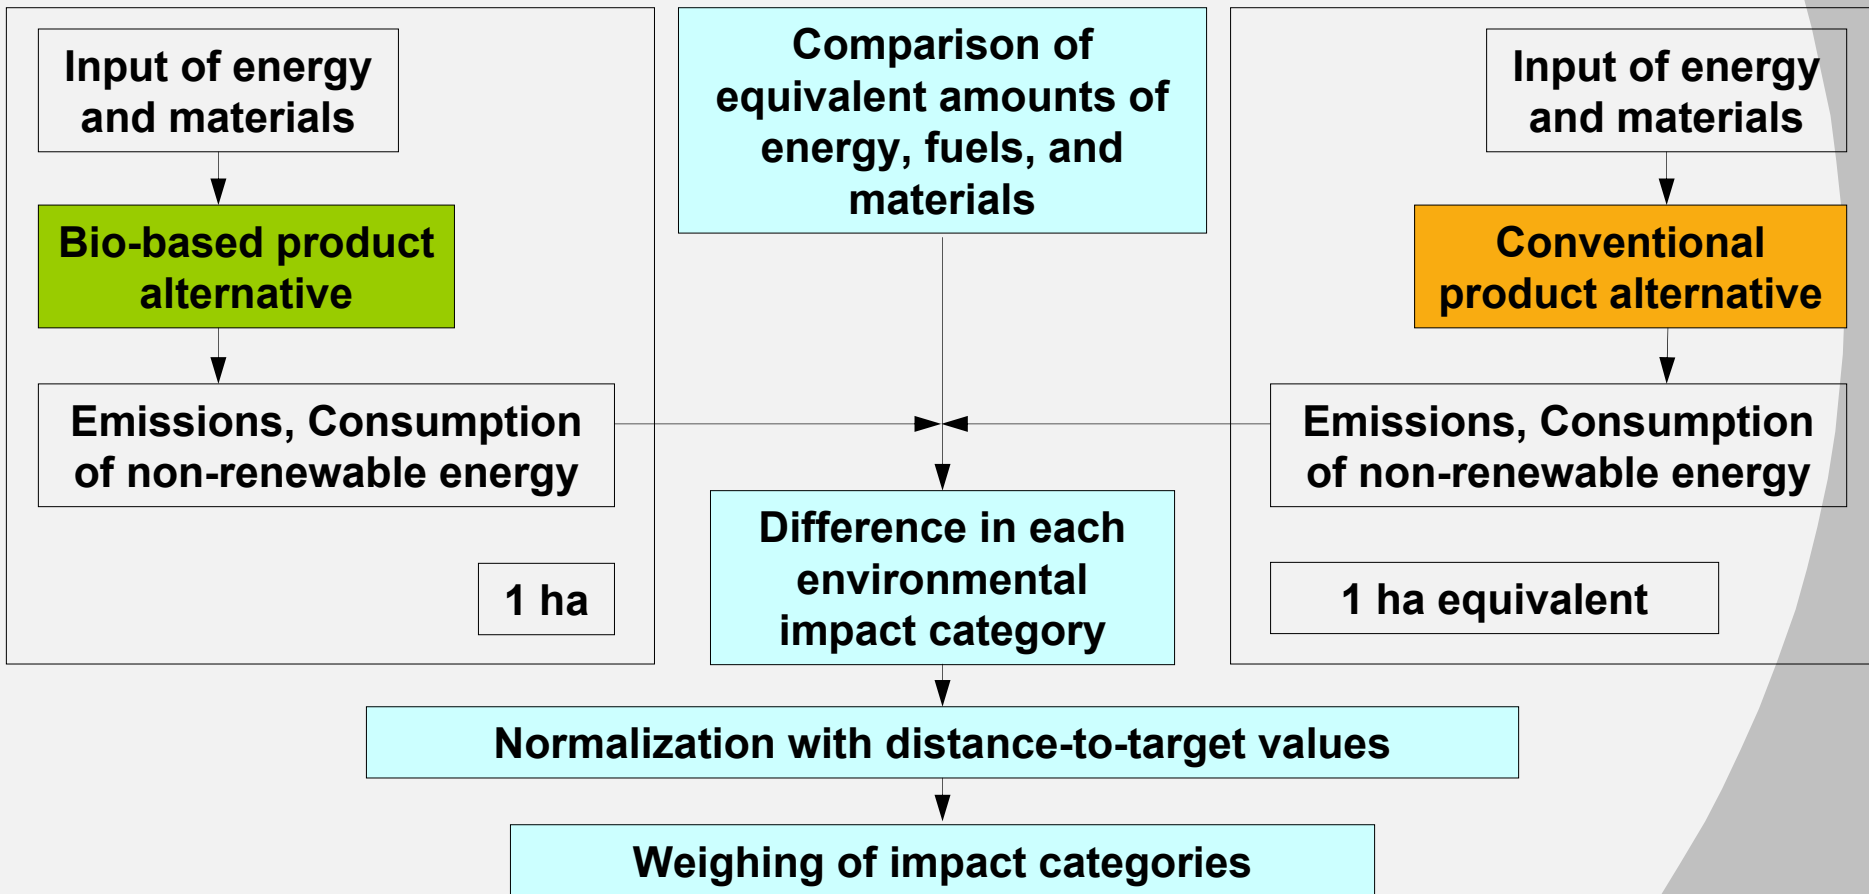 Input of energy
and materials
Bio-based product
alternative
Emissions, Consumption
of non-renewable energy
1 ha
Comparison of
equivalent amounts of
energy, fuels, and
materials
Input of energy
and materials
Conventional
product alternative
Emissions, Consumption
of non-renewable energy
1 ha equivalent
Difference in each
environmental
impact category
Normalization with distance-to-target values
Weighing of impact categories